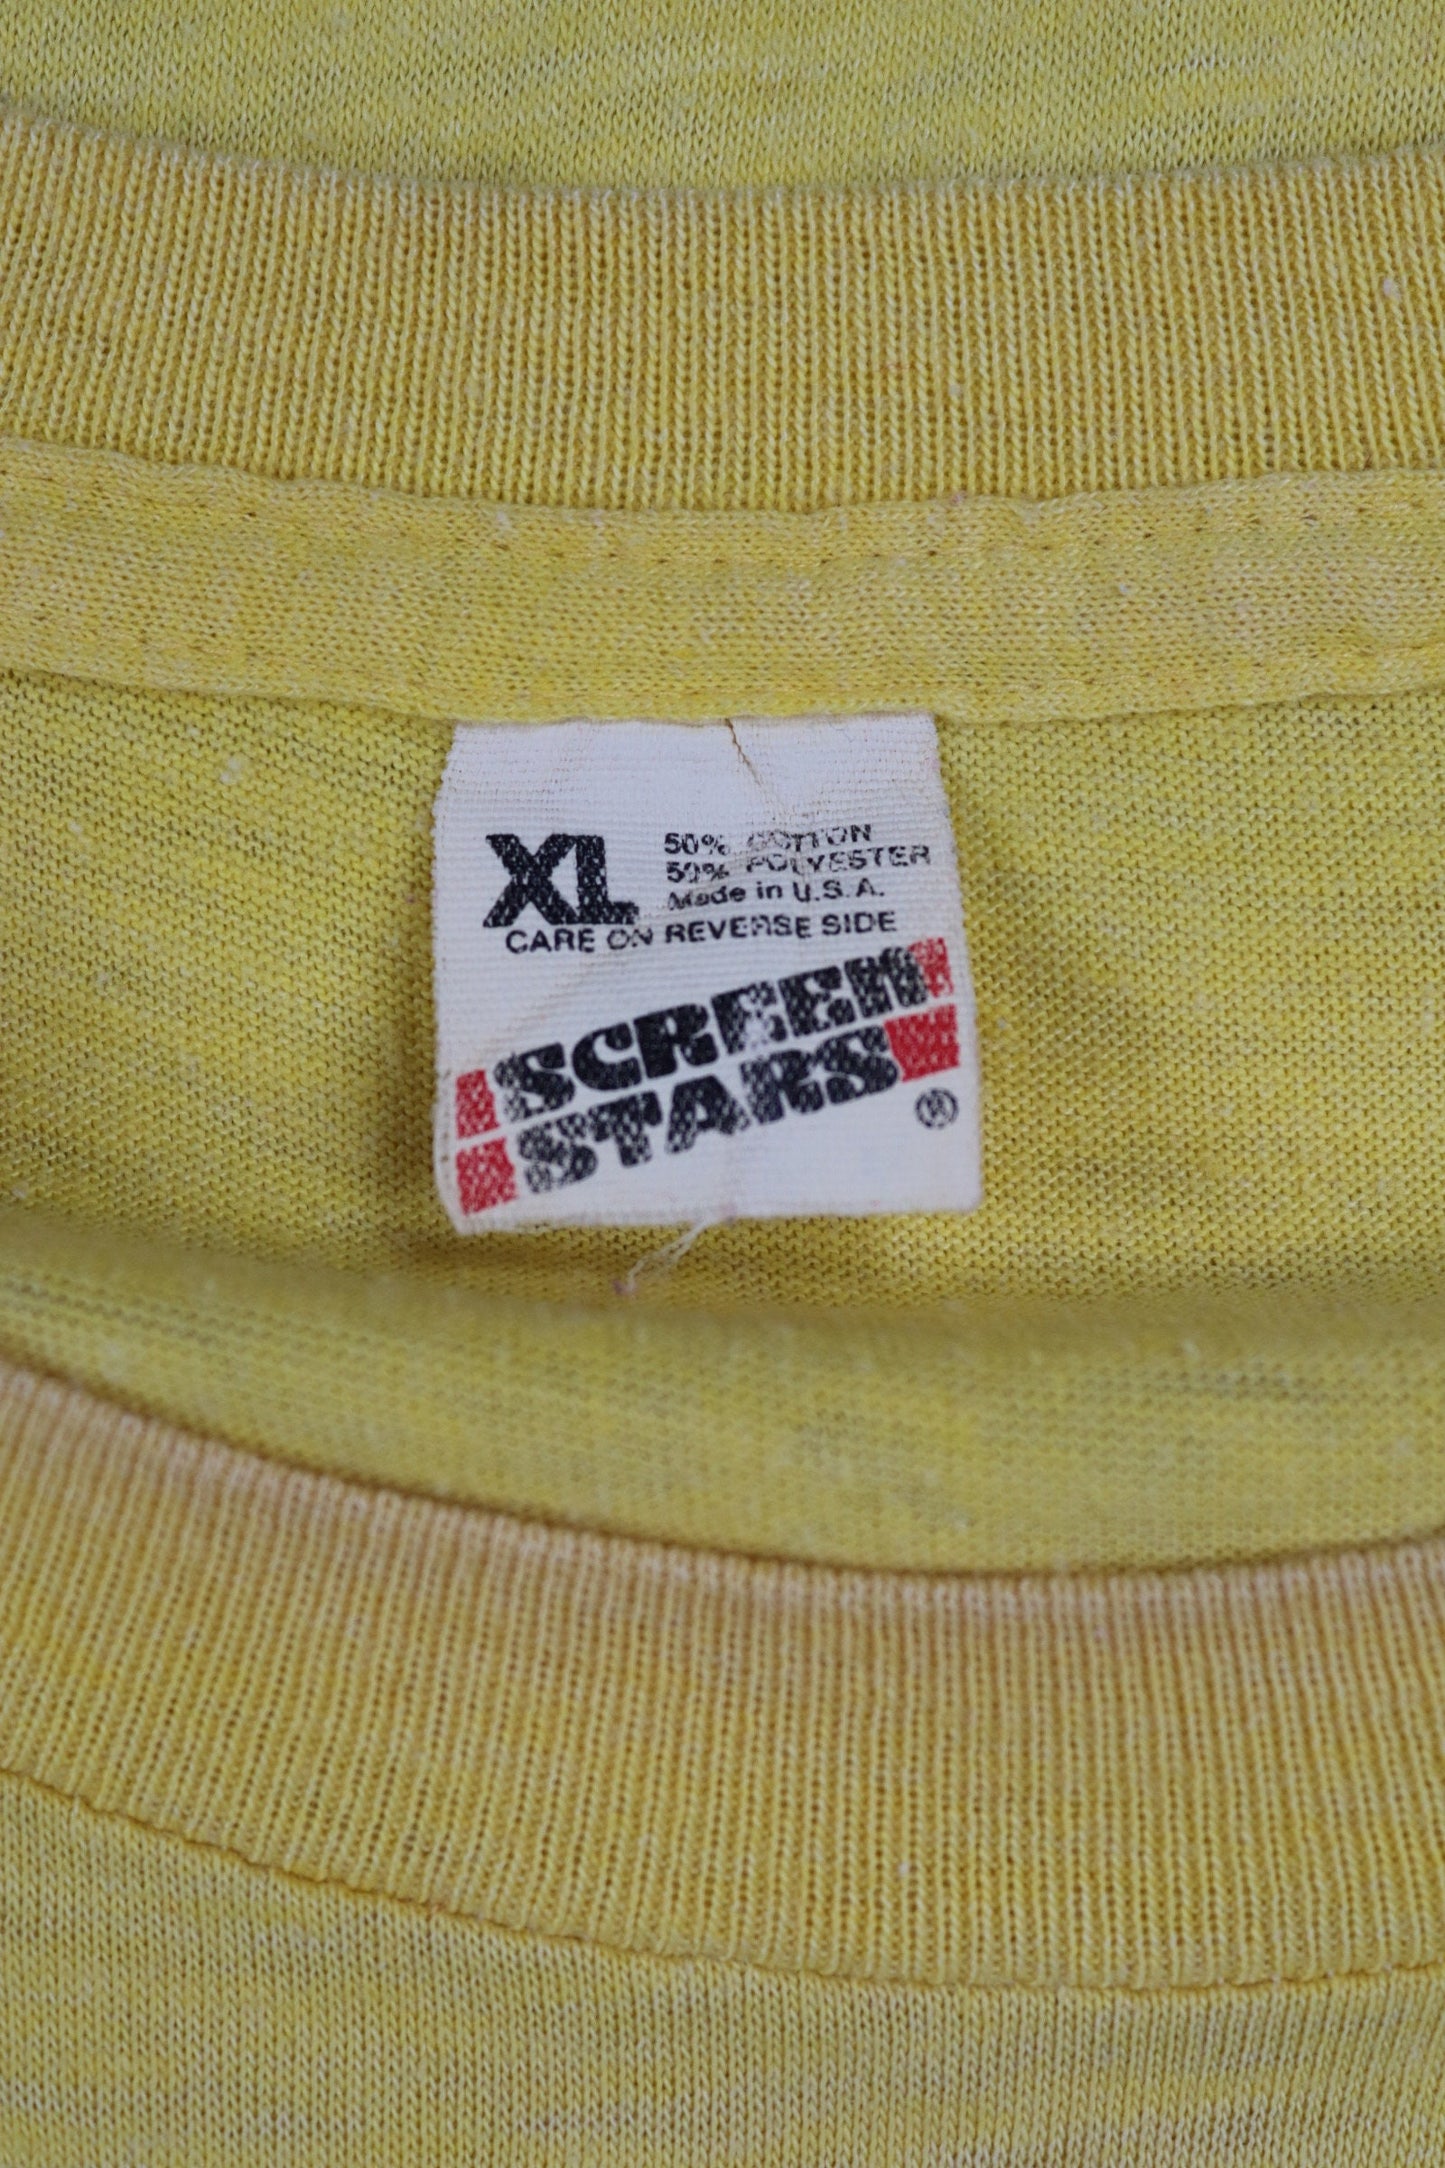 XL
50% COTTON
50% POLYESTER
Made in U.S.A.
CARE ON REVERSE SIDE
SCREEN
STARS
®